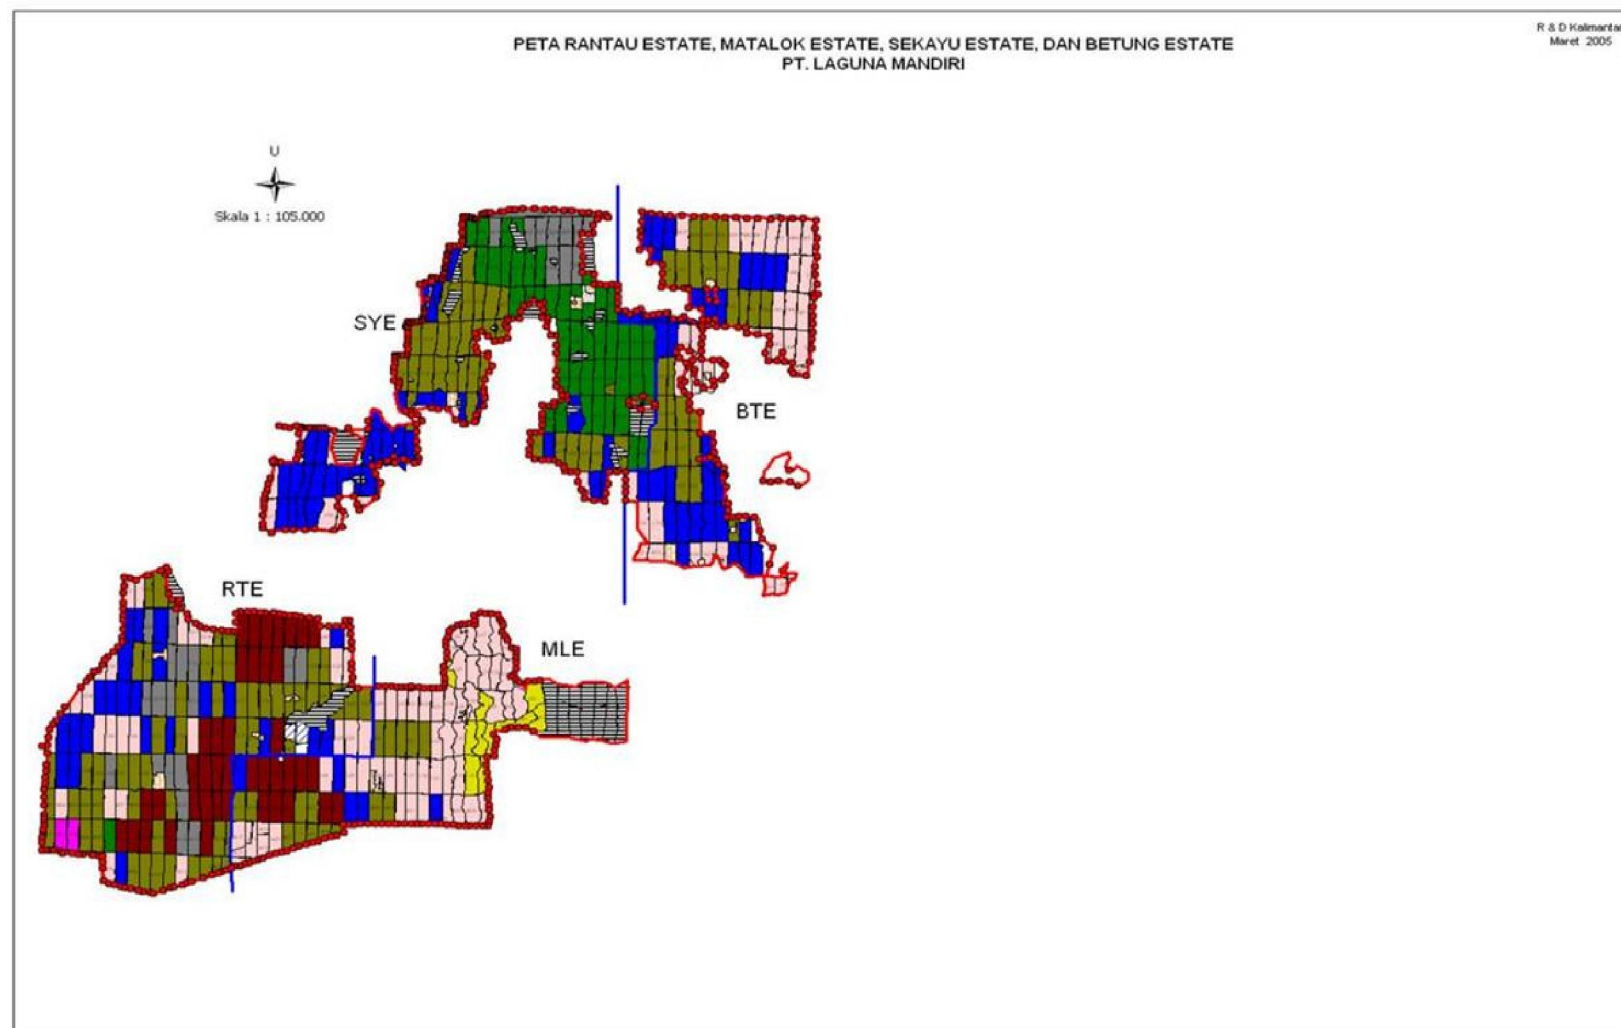 PETA RANTAU ESTATE, MATALOK ESTATE, SEKAYU ESTATE, DAN BETUNG ESTATE
PT. LAGUNA MANDIRI
R & D
Maret 2005
U
Skala 1 : 105.000
SYE
BTE
RTE
MLE